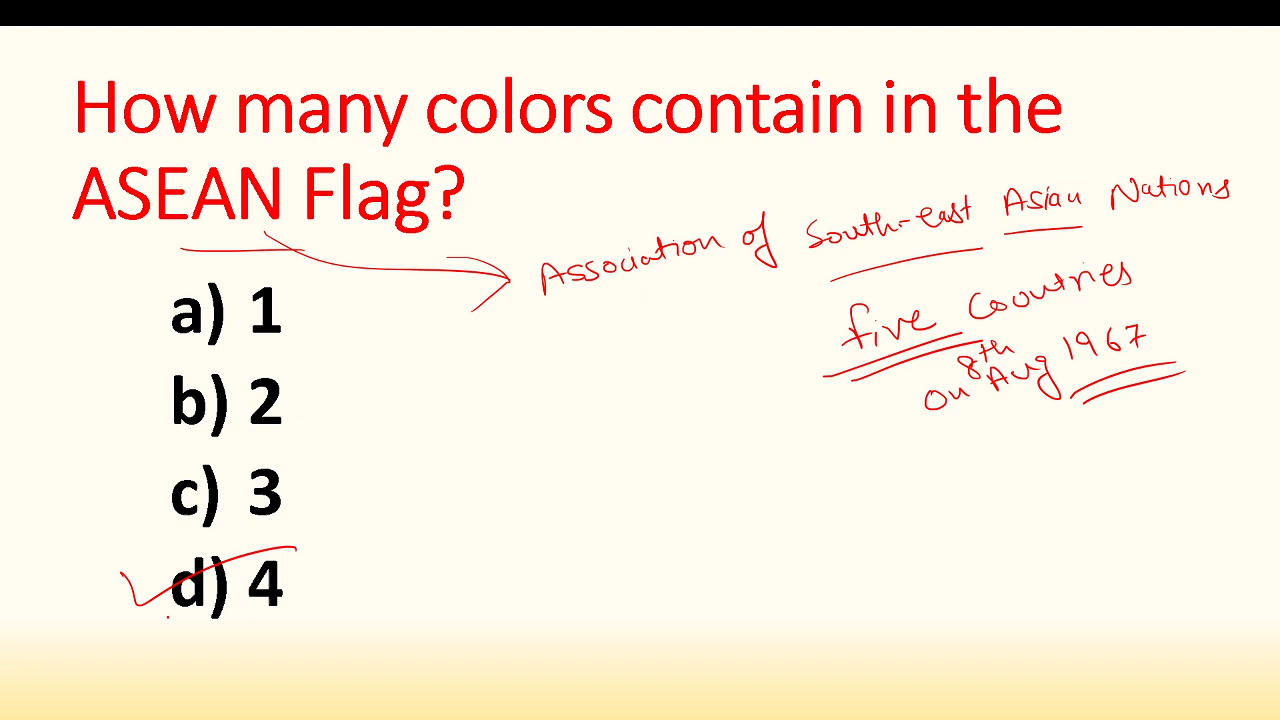 How many colors contain in the
ASEAN Flag?
Association of South-east Asian Nations
five Countries
on 8th Aug 1967
a) 1
b) 2
c) 3
d) 4